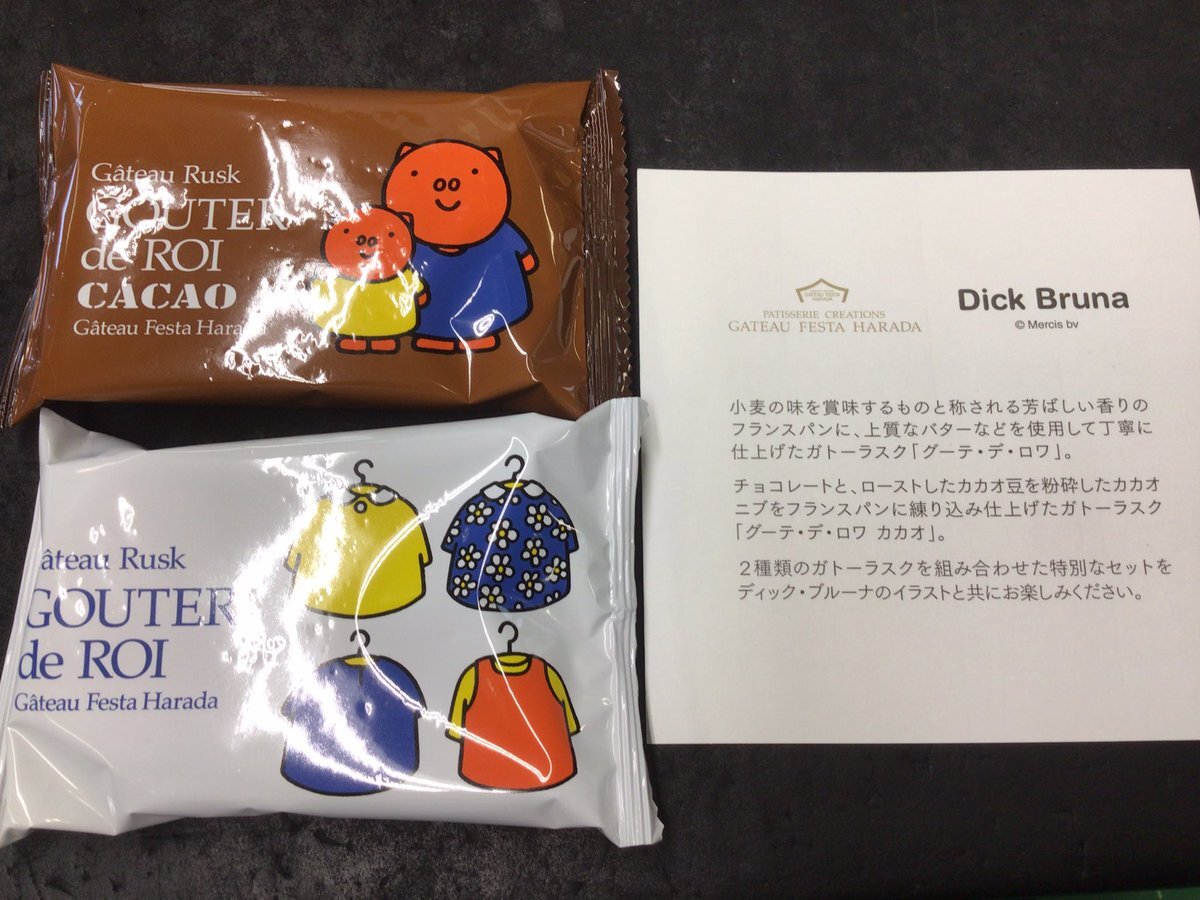 Gâteau Rusk
GOUTER
de ROI
CACAO
Gâteau Festa Harada
Gâteau Rusk
GOUTER
de ROI
Gâteau Festa Harada
GATEAU FESTA
HARADA
PATISSERIE CREATIONS
GATEAU FESTA HARADA
Dick Bruna
© Mercis bv
小麦の味を賞味するものと称される芳ばしい香りの
フランスパンに、上質なバターなどを使用して丁寧に
仕上げたガトーラスク「グーテ・デ・ロワ」。
チョコレートと、ローストしたカカオ豆を粉砕したカカオ
ニブをフランスパンに練り込み仕上げたガトーラスク
「グーテ・デ・ロワ カカオ」。
２種類のガトーラスクを組み合わせた特別なセットを
ディック・ブルーナのイラストと共にお楽しみください。